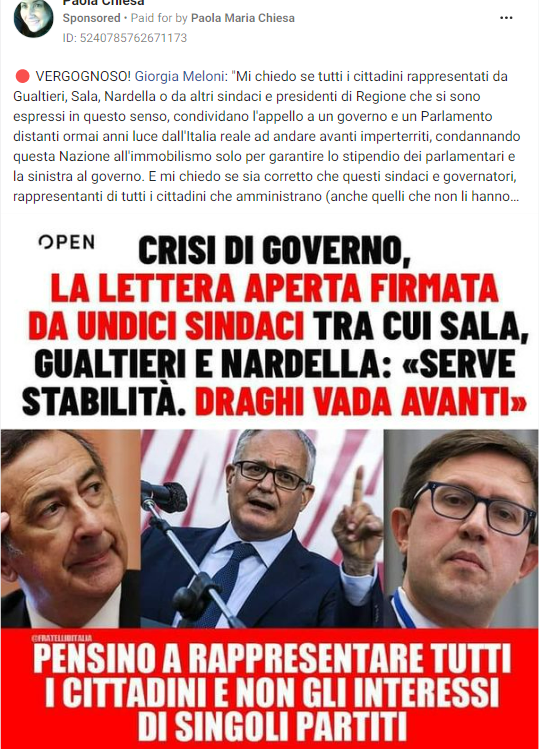 Paola Chiesa
Sponsored • Paid for by Paola Maria Chiesa
ID: 5240785762671173
🔴 VERGOGNOSO! Giorgia Meloni: "Mi chiedo se tutti i cittadini rappresentati da
Gualtieri, Sala, Nardella o da altri sindaci e presidenti di Regione che si sono
espressi in questo senso, condividano l'appello a un governo e un Parlamento
distanti ormai anni luce dall'Italia reale ad andare avanti imperterriti, condannando
questa Nazione all'immobilismo solo per garantire lo stipendio dei parlamentari e
la sinistra al governo. E mi chiedo se sia corretto che questi sindaci e governatori,
rappresentanti di tutti i cittadini che amministrano (anche quelli che non li hanno...
OPEN
CRISI DI GOVERNO,
LA LETTERA APERTA FIRMATA
DA UNDICI SINDACI TRA CUI SALA,
GUALTIERI E NARDELLA: «SERVE
STABILITÀ. DRAGHI VADA AVANTI»
@FRATELLIDITALIA
PENSINO A RAPPRESENTARE TUTTI
I CITTADINI E NON GLI INTERESSI
DI SINGOLI PARTITI